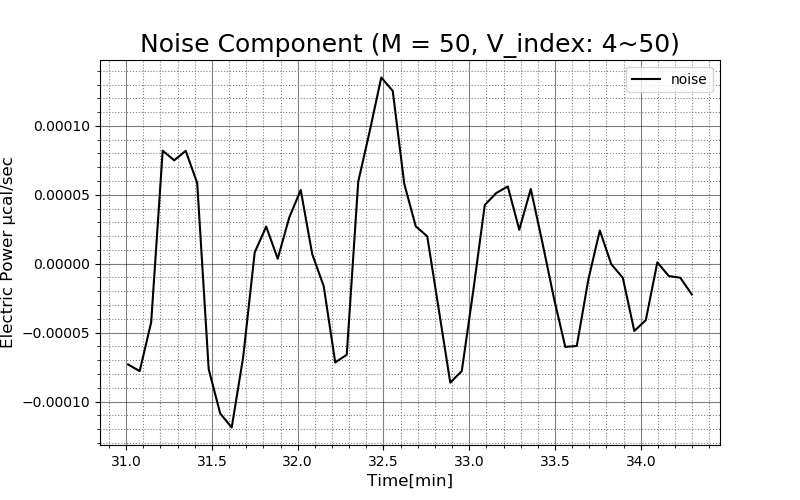 Noise Component (M = 50, V_index: 4~50)
noise
0.00010
0.00005
0.00000
−0.00005
−0.00010
Electric Power μcal/sec
31.0 31.5 32.0 32.5 33.0 33.5 34.0
Time[min]